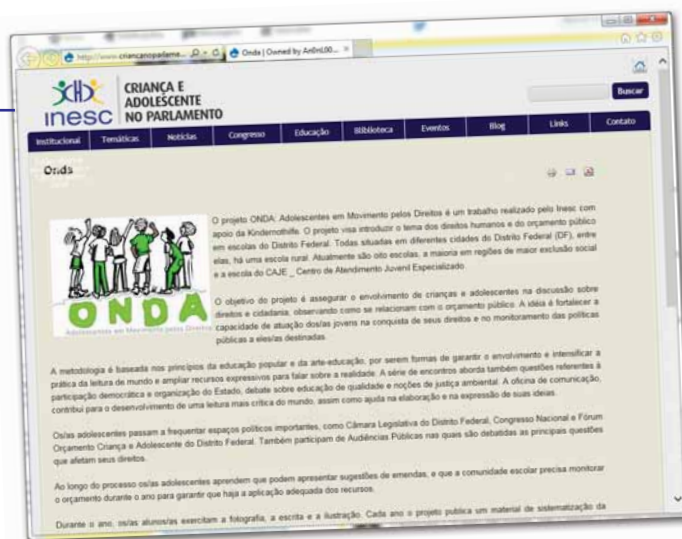 http://www.criancanoparlame...
Onda | Owned by An0nL00...
inesc
CRIANÇA E
ADOLESCENTE
NO PARLAMENTO
Buscar
Institucional Temáticas Notícias Congresso Educação Biblioteca Eventos Blog Links Contato
Onda
O projeto ONDA: Adolescentes em Movimento pelos Direitos é um trabalho realizado pelo Inesc com
apoio da Kindernothilfe. O projeto visa introduzir o tema dos direitos humanos e do orçamento público
em escolas do Distrito Federal. Todas situadas em diferentes cidades do Distrito Federal (DF), entre
elas, há uma escola rural. Atualmente são oito escolas, a maioria em regiões de maior exclusão social
e a escola do CAJE _ Centro de Atendimento Juvenil Especializado.
ONDA
Adolescentes em Movimento pelos Direitos
O objetivo do projeto é assegurar o envolvimento de crianças e adolescentes na discussão sobre
direitos e cidadania, observando como se relacionam com o orçamento público. A idéia é fortalecer a
capacidade de atuação dos/as jovens na conquista de seus direitos e no monitoramento das políticas
públicas a eles/as destinadas.
A metodologia é baseada nos princípios da educação popular e da arte-educação, por serem formas de garantir o envolvimento e intensificar a
prática da leitura de mundo e ampliar recursos expressivos para falar sobre a realidade. A série de encontros aborda também questões referentes à
participação democrática e organização do Estado, debate sobre educação de qualidade e noções de justiça ambiental. A oficina de comunicação,
contribui para o desenvolvimento de uma leitura mais crítica do mundo, assim como ajuda na elaboração e na expressão de suas ideias.
Os/as adolescentes passam a frequentar espaços políticos importantes, como Câmara Legislativa do Distrito Federal, Congresso Nacional e Fórum
Orçamento Criança e Adolescente do Distrito Federal. Também participam de Audiências Públicas nas quais são debatidas as principais questões
que afetam seus direitos.
Ao longo do processo os/as adolescentes aprendem que podem apresentar sugestões de emendas, e que a comunidade escolar precisa monitorar
o orçamento durante o ano para garantir que haja a aplicação adequada dos recursos.
Durante o ano, os/as alunos/as exercitam a fotografia, a escrita e a ilustração. Cada ano o projeto publica um material de sistematização da